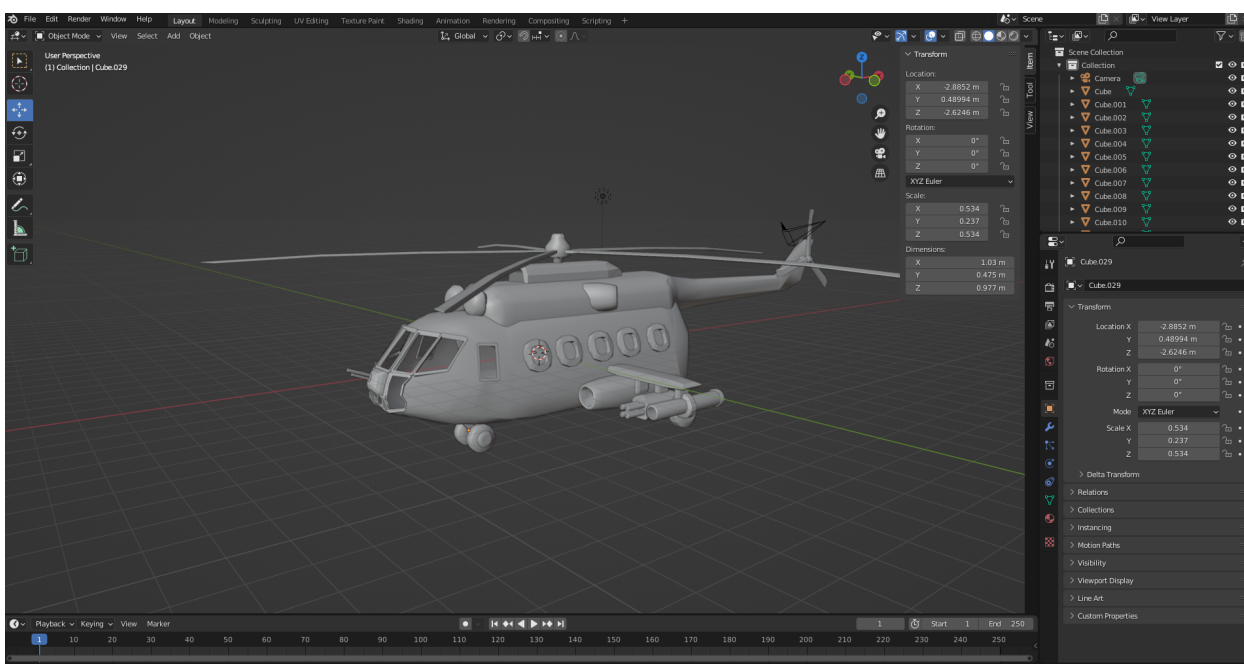 File Edit Render Window Help Layout Modeling Sculpting UV Editing Texture Paint Shading Animation Rendering Compositing Scripting + Scene View Layer
Object Mode View Select Add Object Global
User Perspective
(1) Collection | Cube.029
Transform
Location:
X -2.8852 m
Y 0.48994 m
Z -2.6246 m
Rotation:
X 0°
Y 0°
Z 0°
XYZ Euler
Scale:
X 0.534
Y 0.237
Z 0.534
Dimensions:
X 1.03 m
Y 0.475 m
Z 0.977 m
Item
Tool
View
Z
Scene Collection
Collection
Camera
Cube
Cube.001
Cube.002
Cube.003
Cube.004
Cube.005
Cube.006
Cube.007
Cube.008
Cube.009
Cube.010
Cube.029
Cube.029
Transform
Location X -2.8852 m
Y 0.48994 m
Z -2.6246 m
Rotation X 0°
Y 0°
Z 0°
Mode XYZ Euler
Scale X 0.534
Y 0.237
Z 0.534
Delta Transform
Relations
Collections
Instancing
Motion Paths
Visibility
Viewport Display
Line Art
Custom Properties
Playback Keying View Marker 1 Start 1 End 250
1 10 20 30 40 50 60 70 80 90 100 110 120 130 140 150 160 170 180 190 200 210 220 230 240 250